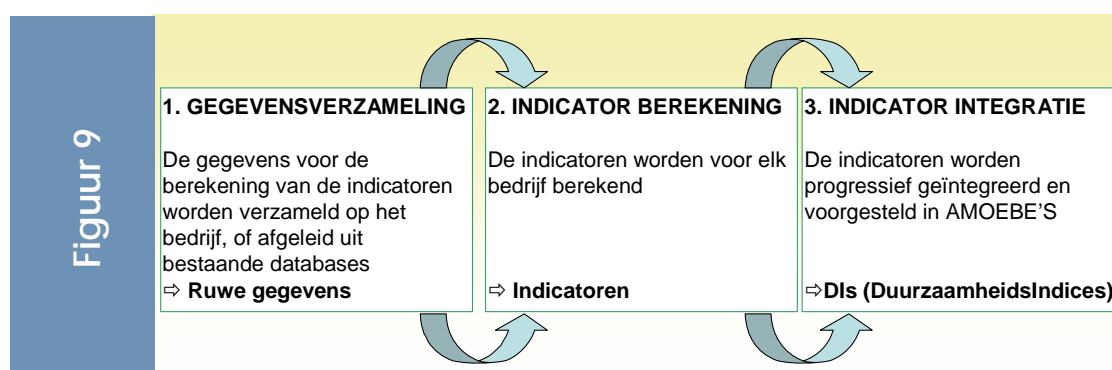 Figuur 9
1. GEGEVENSVERZAMELING
De gegevens voor de
berekening van de indicatoren
worden verzameld op het
bedrijf, of afgeleid uit
bestaande databases
⇨ Ruwe gegevens
2. INDICATOR BEREKENING
De indicatoren worden voor elk
bedrijf berekend
⇨ Indicatoren
3. INDICATOR INTEGRATIE
De indicatoren worden
progressief geïntegreerd en
voorgesteld in AMOEBE'S
⇨DIs (DuurzaamheidsIndices)